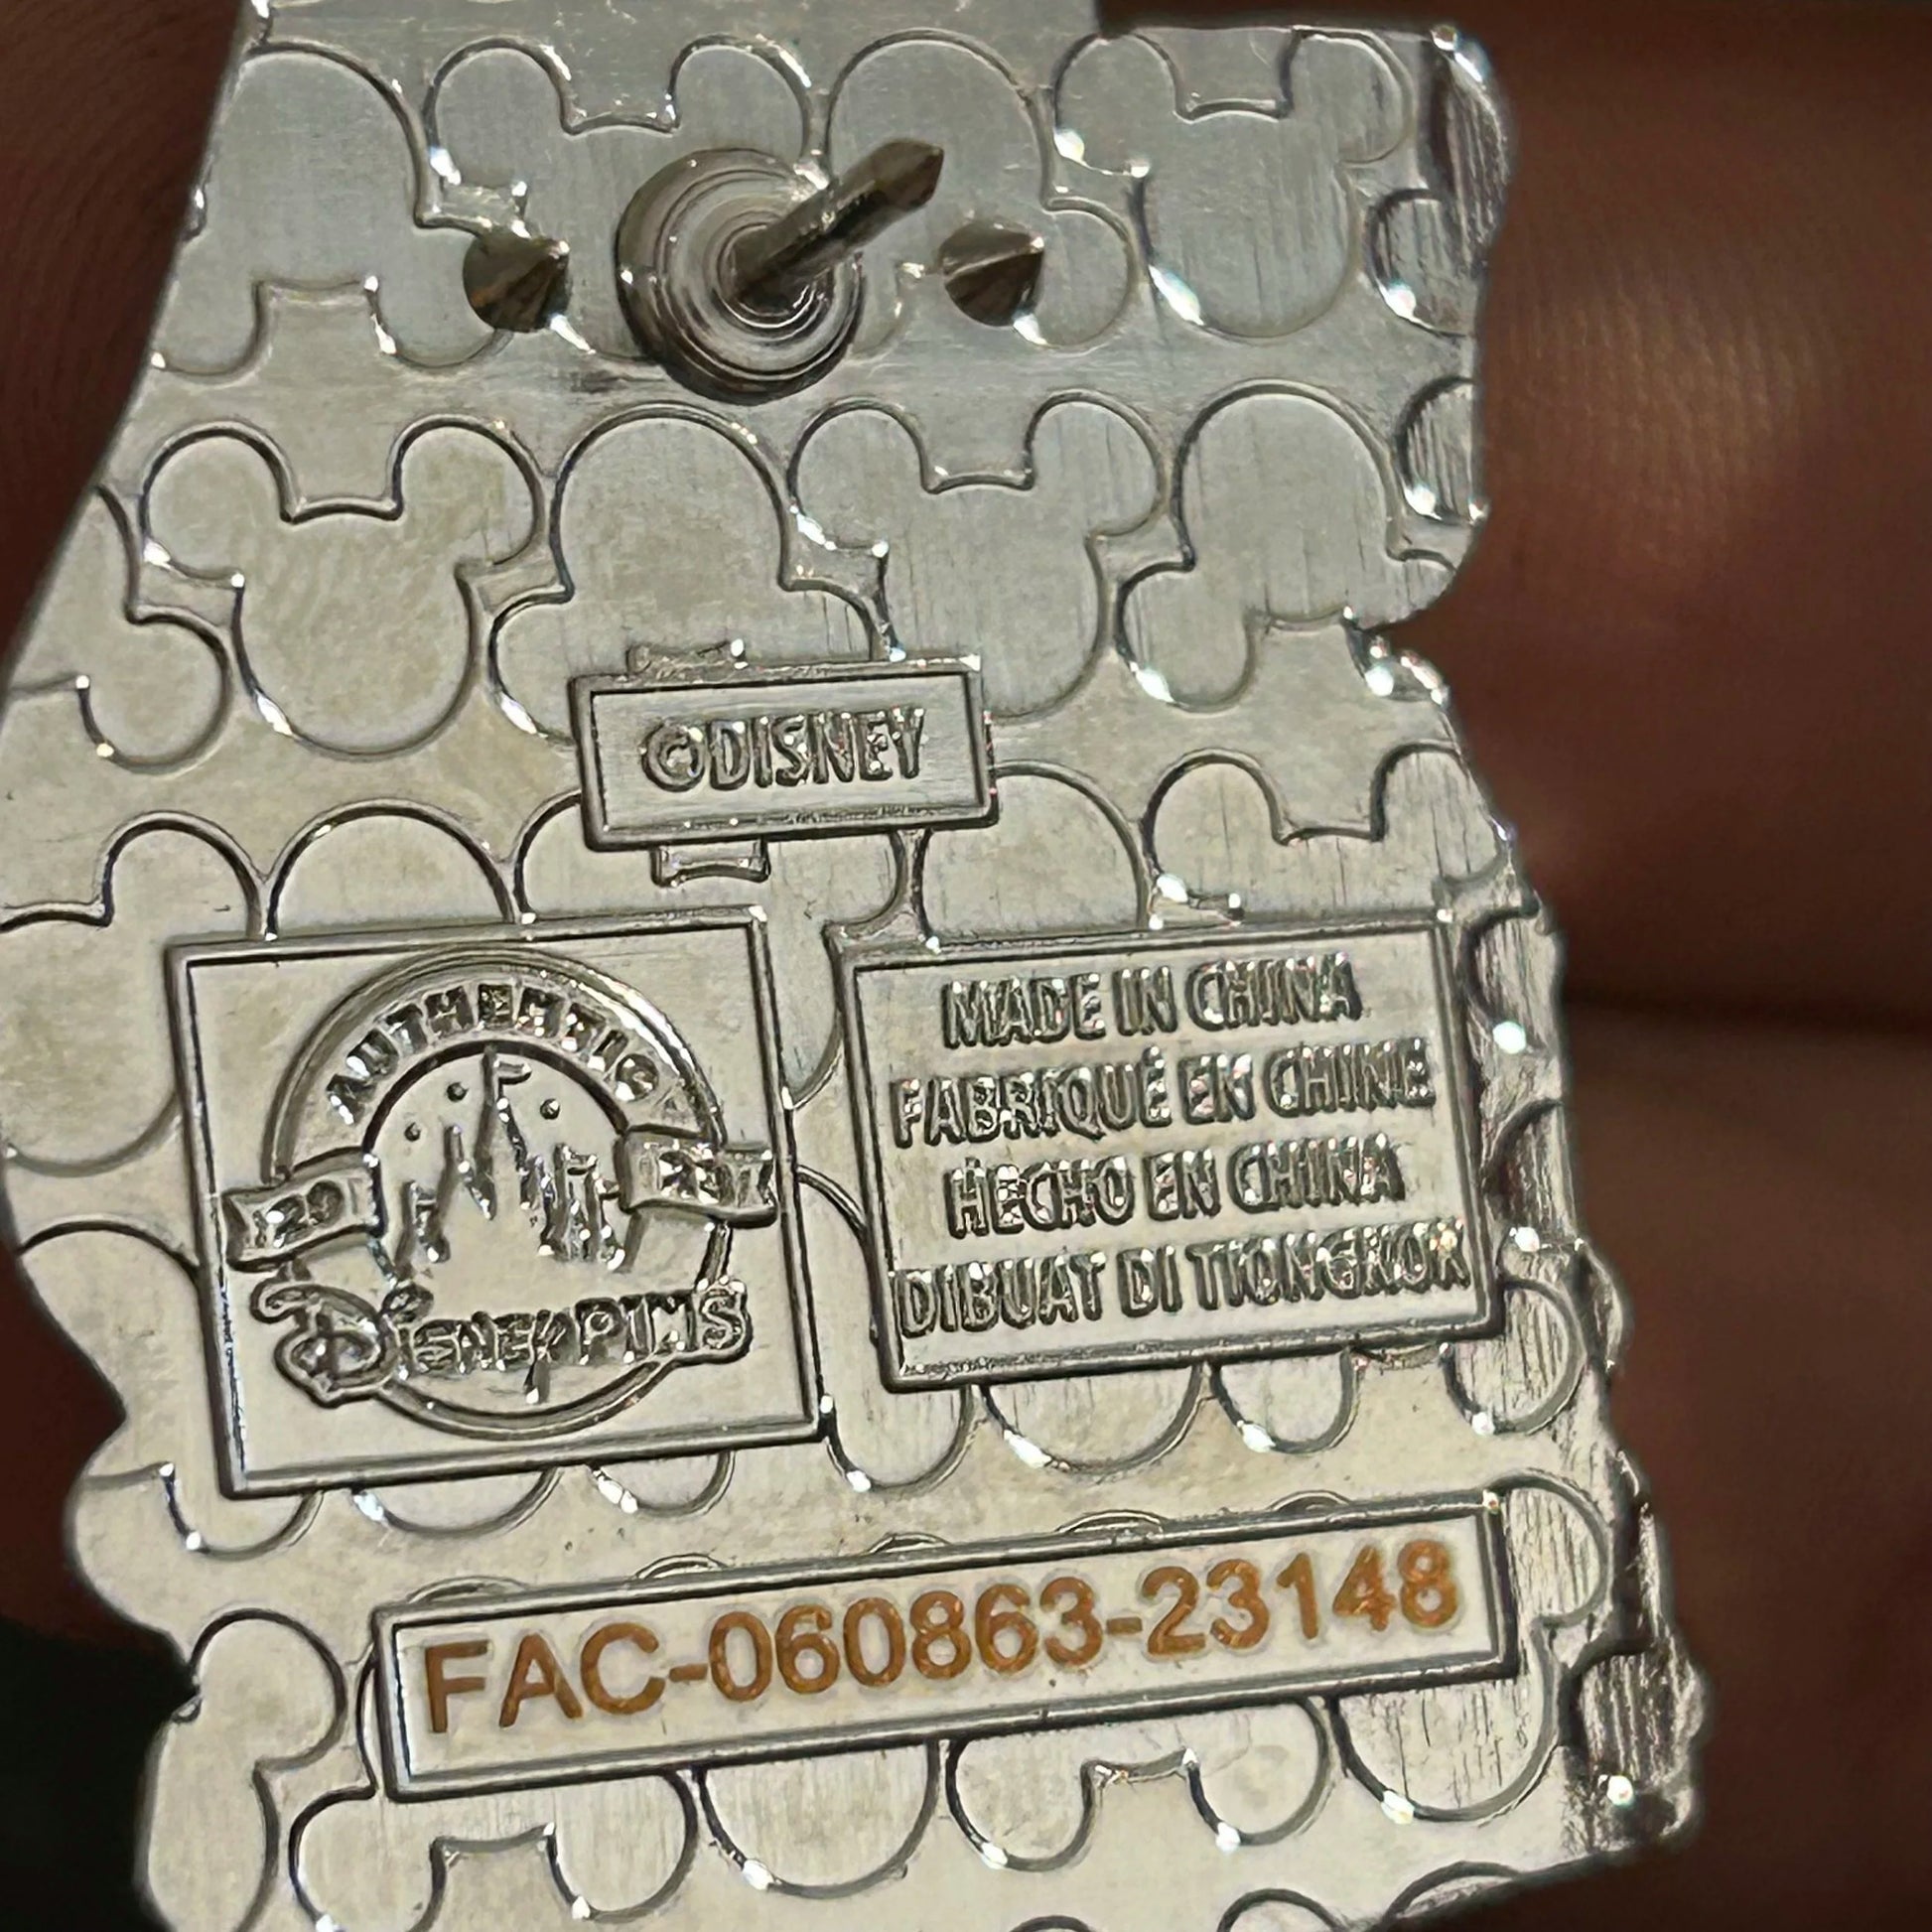 ©DISNEY
AUTHENTIC
DISNEY PINS
MADE IN CHINA
FABRIQUÉ EN CHINE
HECHO EN CHINA
DIBUAT DI TIONGKOK
FAC-060863-23148